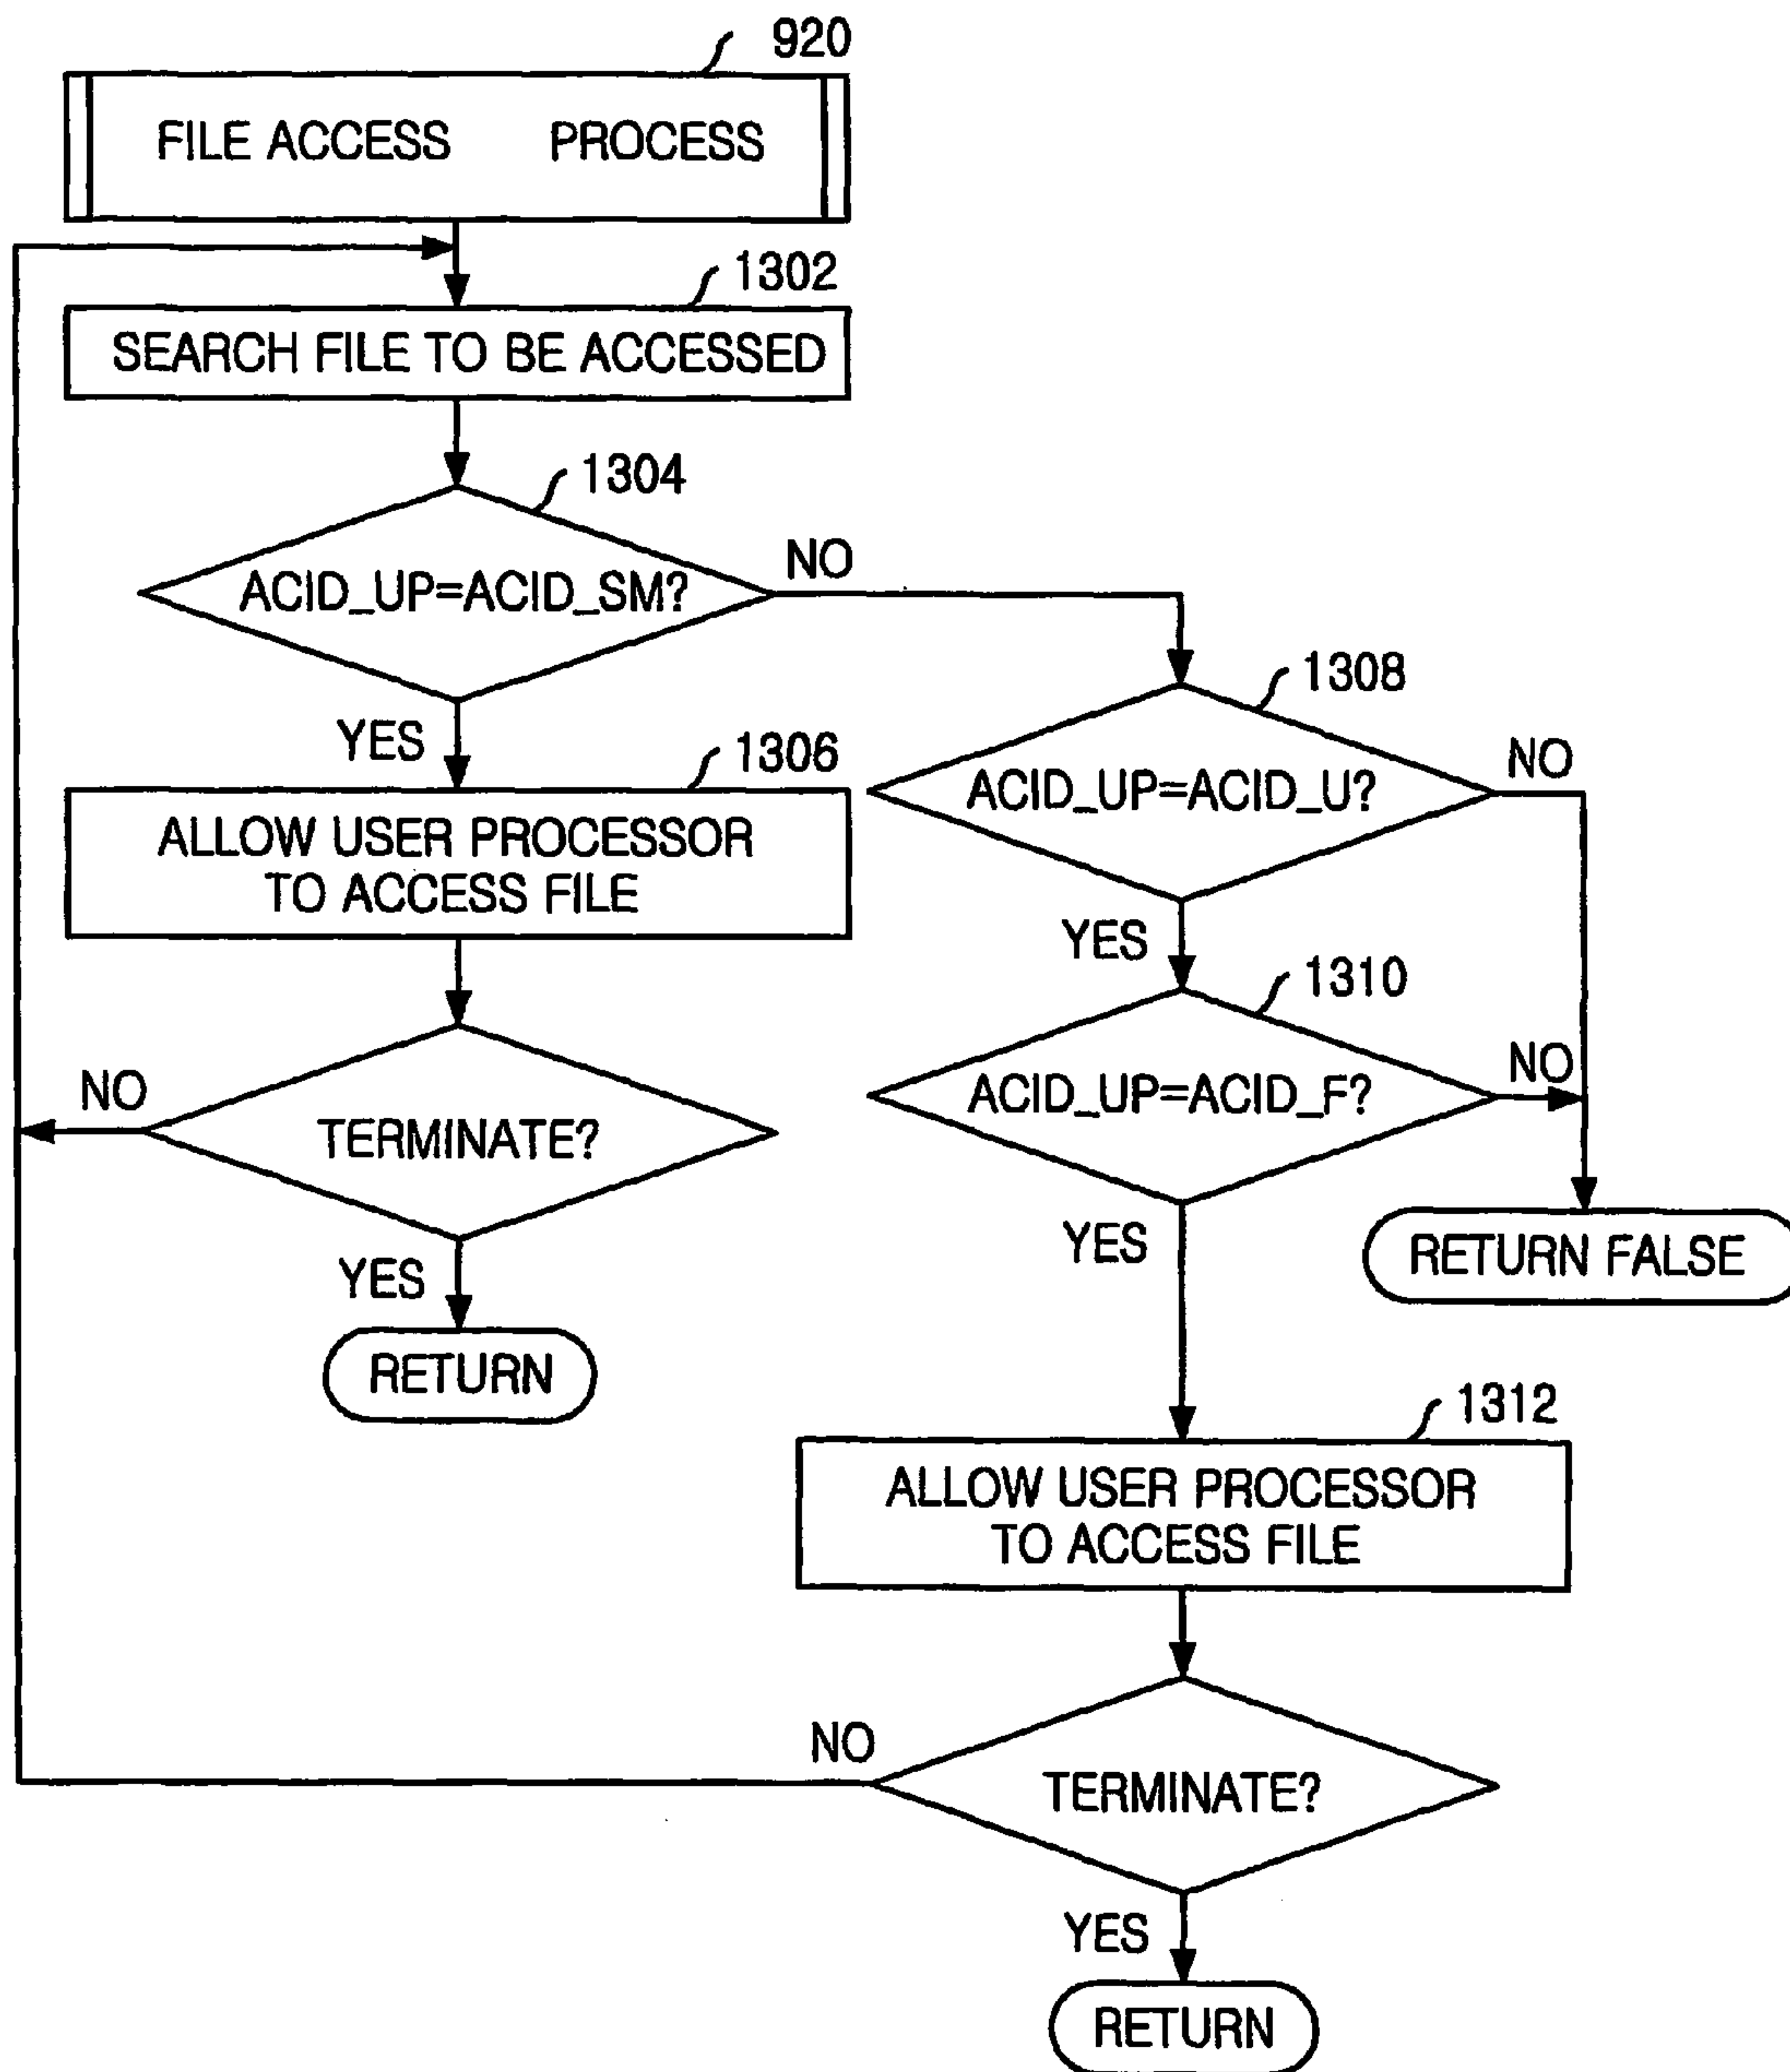 920
FILE ACCESS PROCESS
1302
SEARCH FILE TO BE ACCESSED
1304
ACID_UP=ACID_SM?
NO
YES
1306
ALLOW USER PROCESSOR
TO ACCESS FILE
TERMINATE?
NO
YES
RETURN
1308
ACID_UP=ACID_U?
NO
YES
1310
ACID_UP=ACID_F?
NO
YES
RETURN FALSE
1312
ALLOW USER PROCESSOR
TO ACCESS FILE
NO
TERMINATE?
YES
RETURN